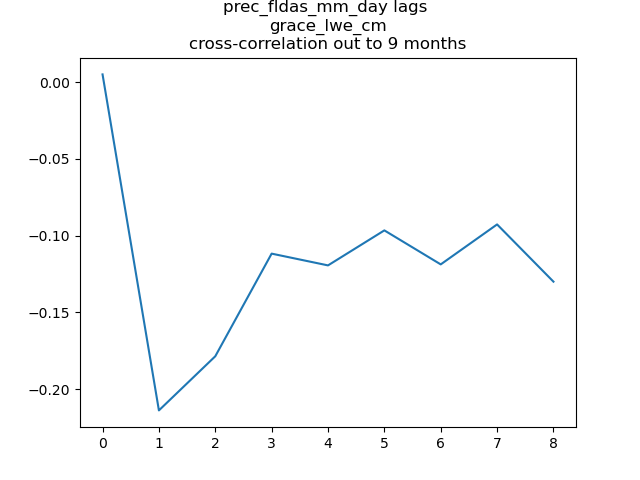 prec_fldas_mm_day lags
grace_lwe_cm
cross-correlation out to 9 months
0.00
−0.05
−0.10
−0.15
−0.20
0 1 2 3 4 5 6 7 8